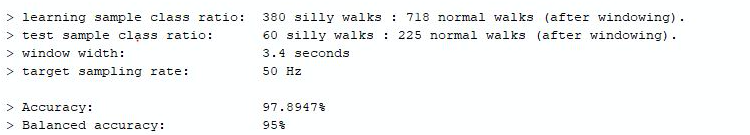 > learning sample class ratio: 380 silly walks : 718 normal walks (after windowing).
> test sample class ratio: 60 silly walks : 225 normal walks (after windowing).
> window width: 3.4 seconds
> target sampling rate: 50 Hz
> Accuracy: 97.8947%
> Balanced accuracy: 95%